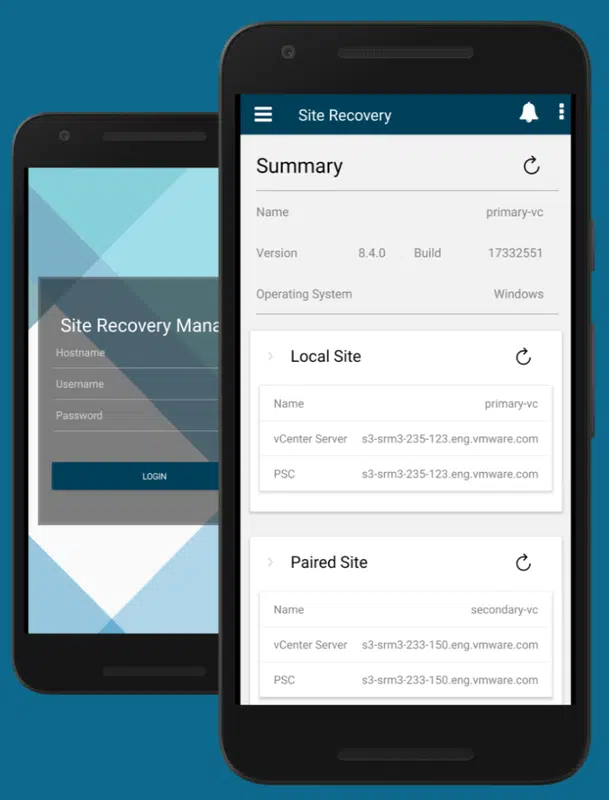 Site Recovery Mana
Hostname
Username
Password
LOGIN
Site Recovery
Summary
Name primary-vc
Version 8.4.0 Build 17332551
Operating System Windows
Local Site
Name primary-vc
vCenter Server s3-srm3-235-123.eng.vmware.com
PSC s3-srm3-235-123.eng.vmware.com
Paired Site
Name secondary-vc
vCenter Server s3-srm3-233-150.eng.vmware.com
PSC s3-srm3-233-150.eng.vmware.com